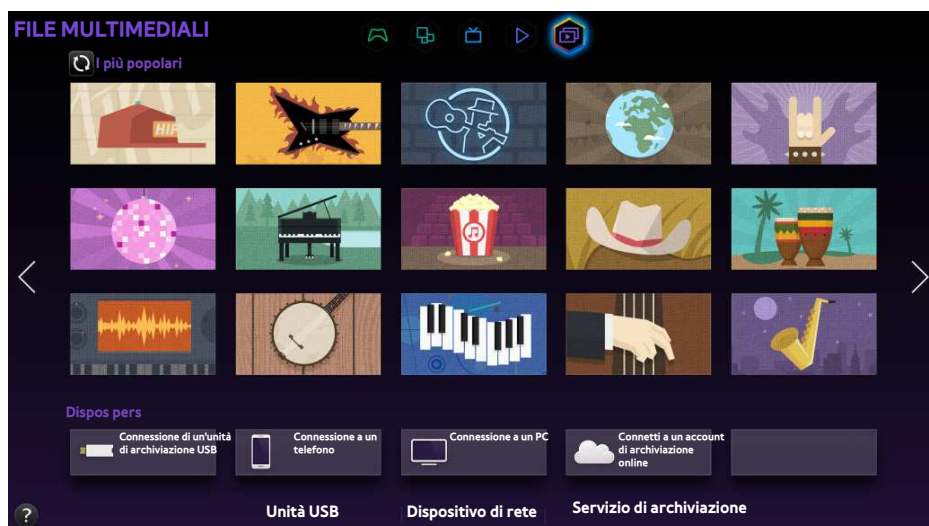 FILE MULTIMEDIALI
I più popolari
HIP
Dispos pers
Connessione di un'unità
di archiviazione USB
Connessione a un
telefono
Connessione a un PC
Connetti a un account
di archiviazione
online
?
Unità USB
Dispositivo di rete
Servizio di archiviazione